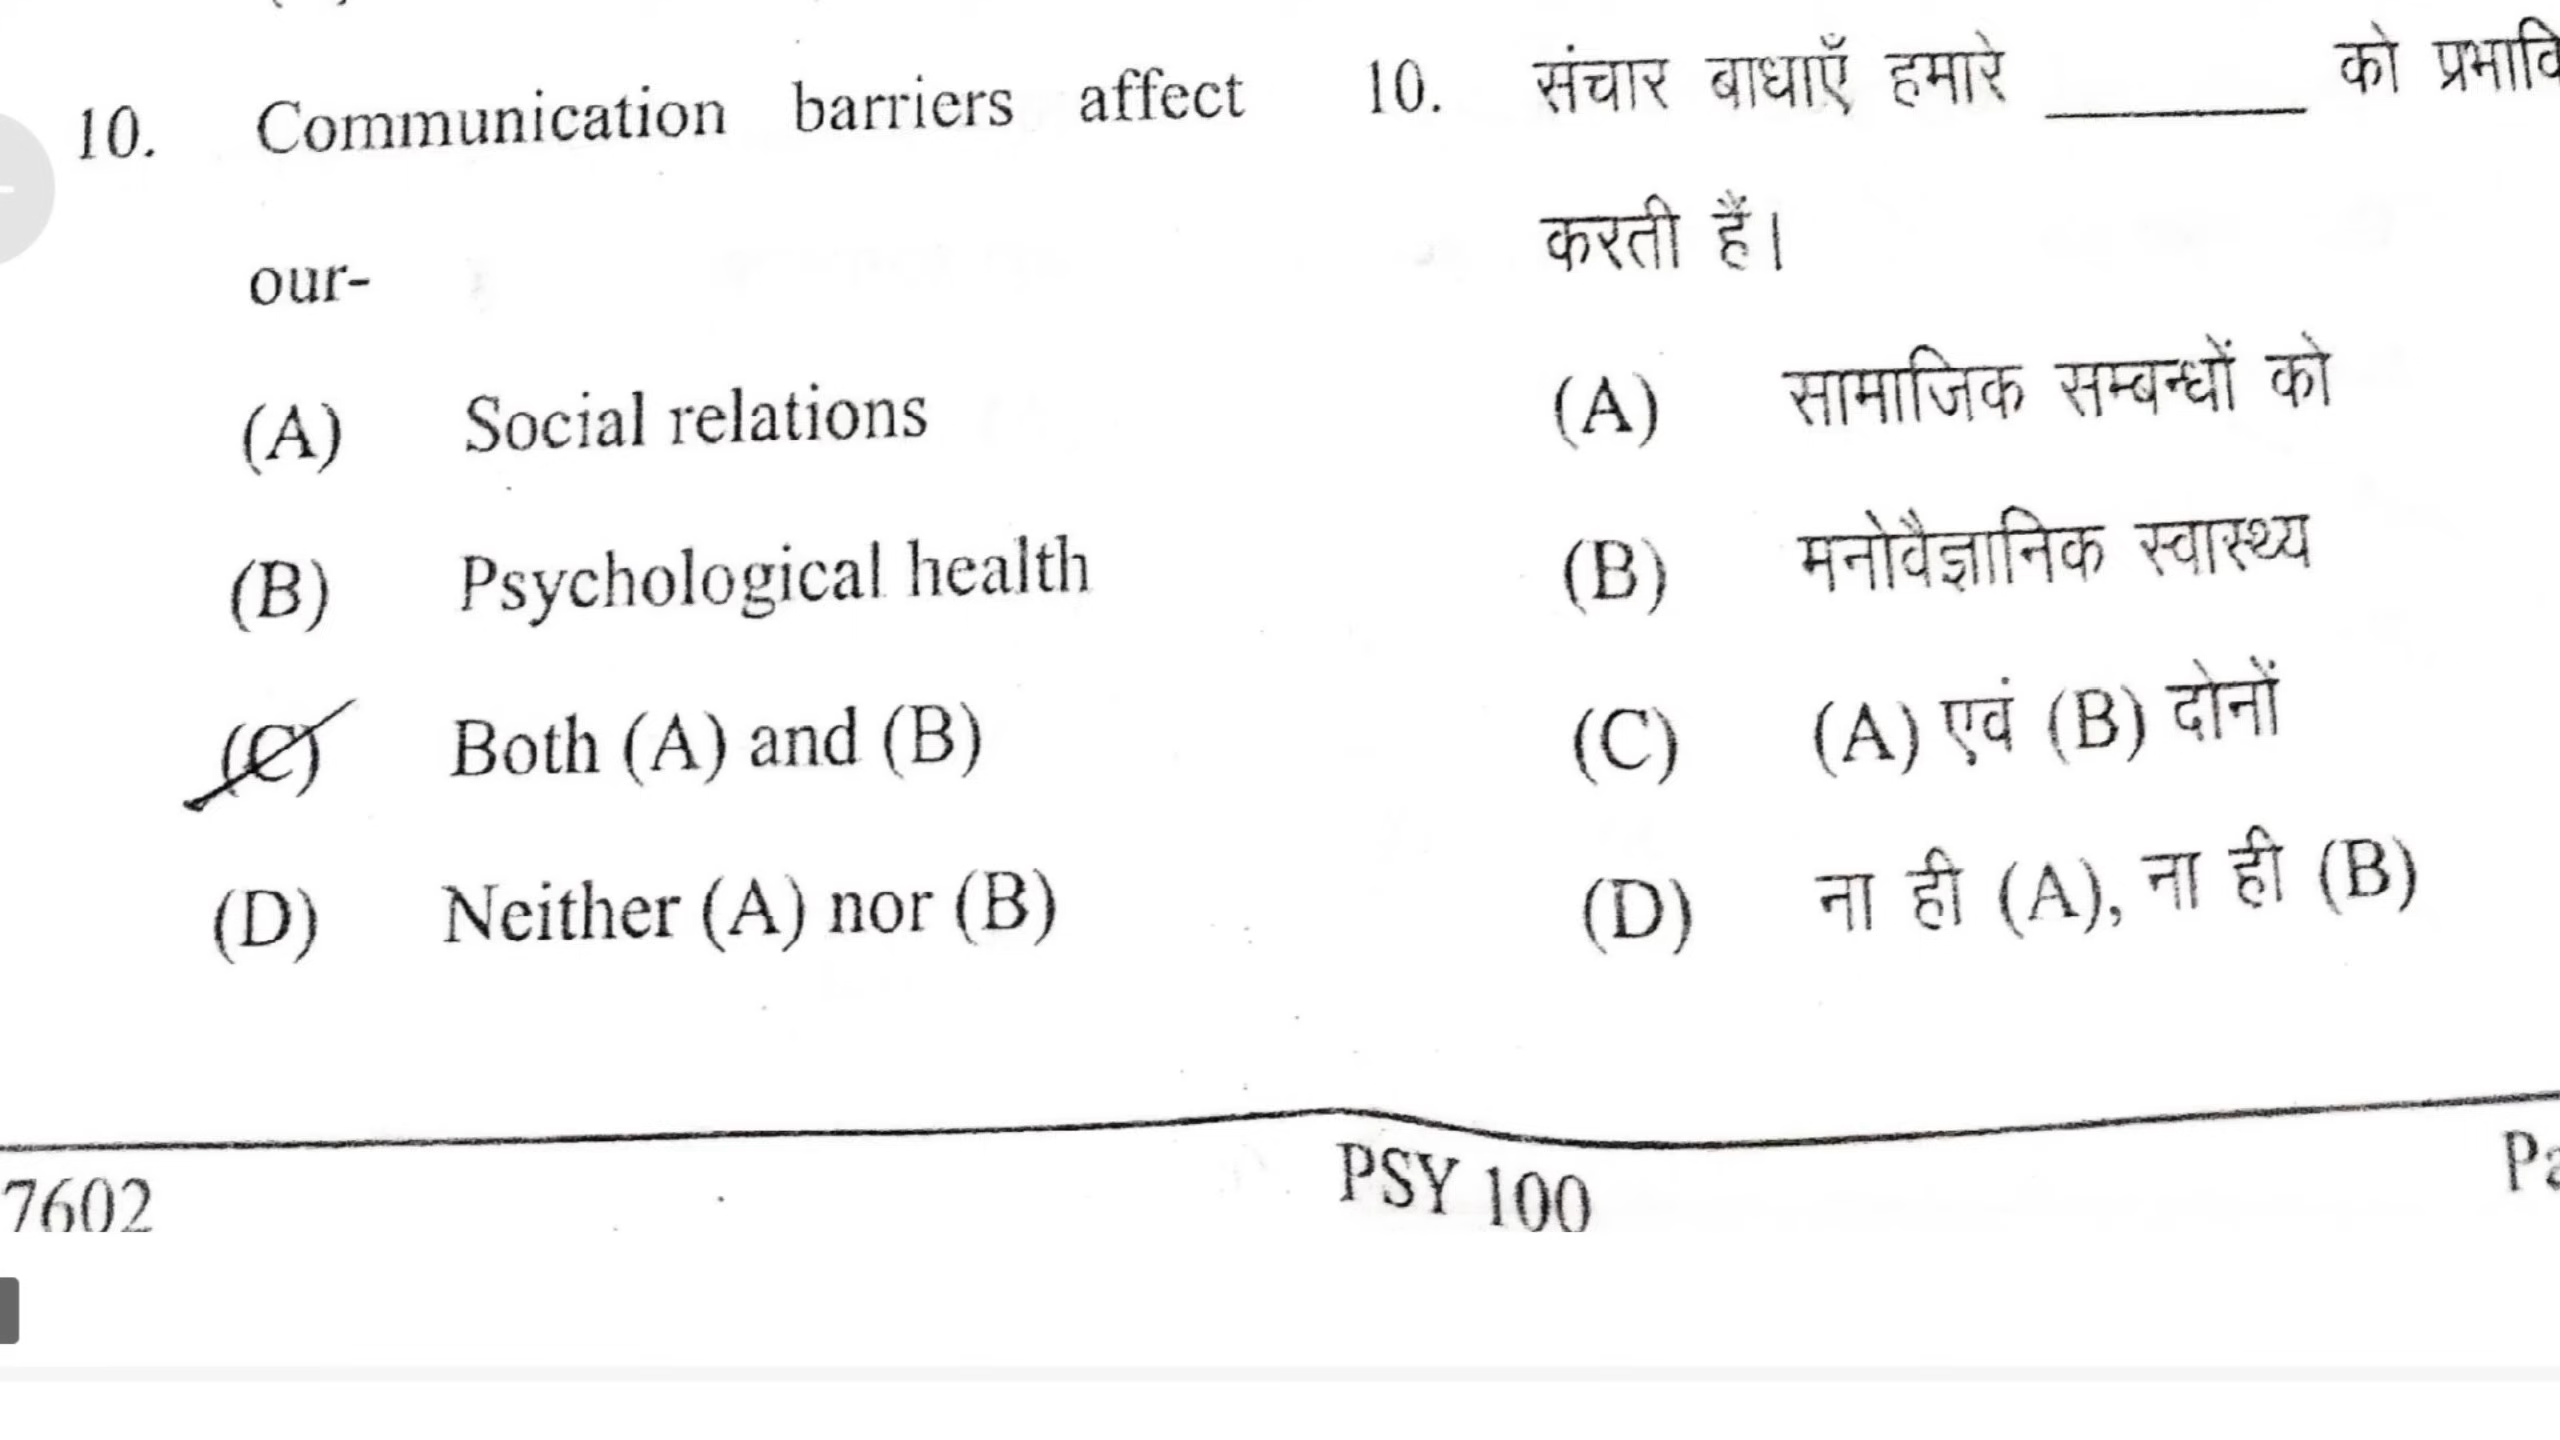 10. Communication barriers affect
our-
(A) Social relations
(B) Psychological health
(C) Both (A) and (B)
(D) Neither (A) nor (B)
10. संचार बाधाएँ हमारे ______ को
करती हैं।
(A) सामाजिक सम्बन्धों को
(B) मनोवैज्ञानिक स्वास्थ्य
(C) (A) एवं (B) दोनों
(D) ना ही (A), ना ही (B)
7602
PSY 100